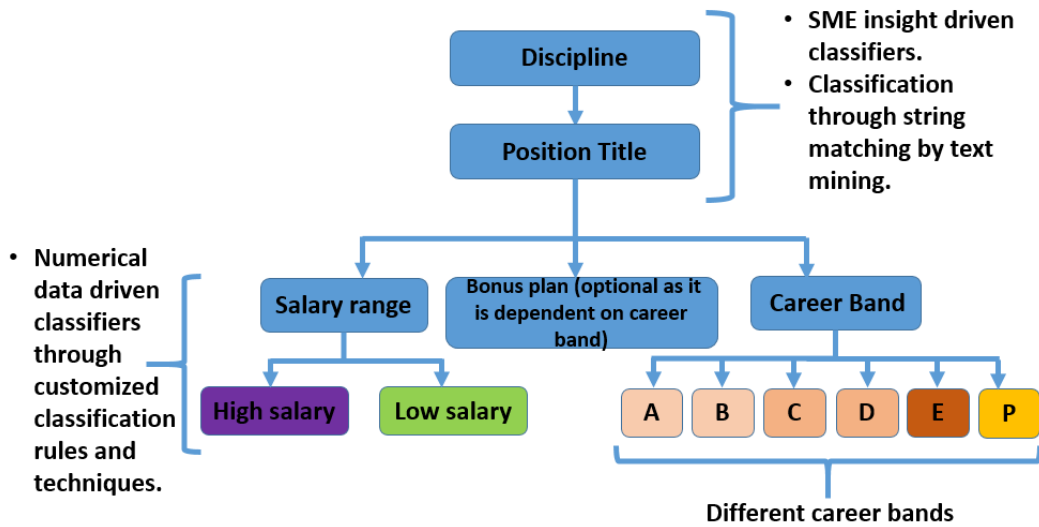 Discipline
Position Title
• SME insight driven
classifiers.
• Classification
through string
matching by text
mining.
• Numerical
data driven
classifiers
through
customized
classification
rules and
techniques.
Salary range
Bonus plan (optional as it
is dependent on career
band)
Career Band
High salary
Low salary
A
B
C
D
E
P
Different career bands